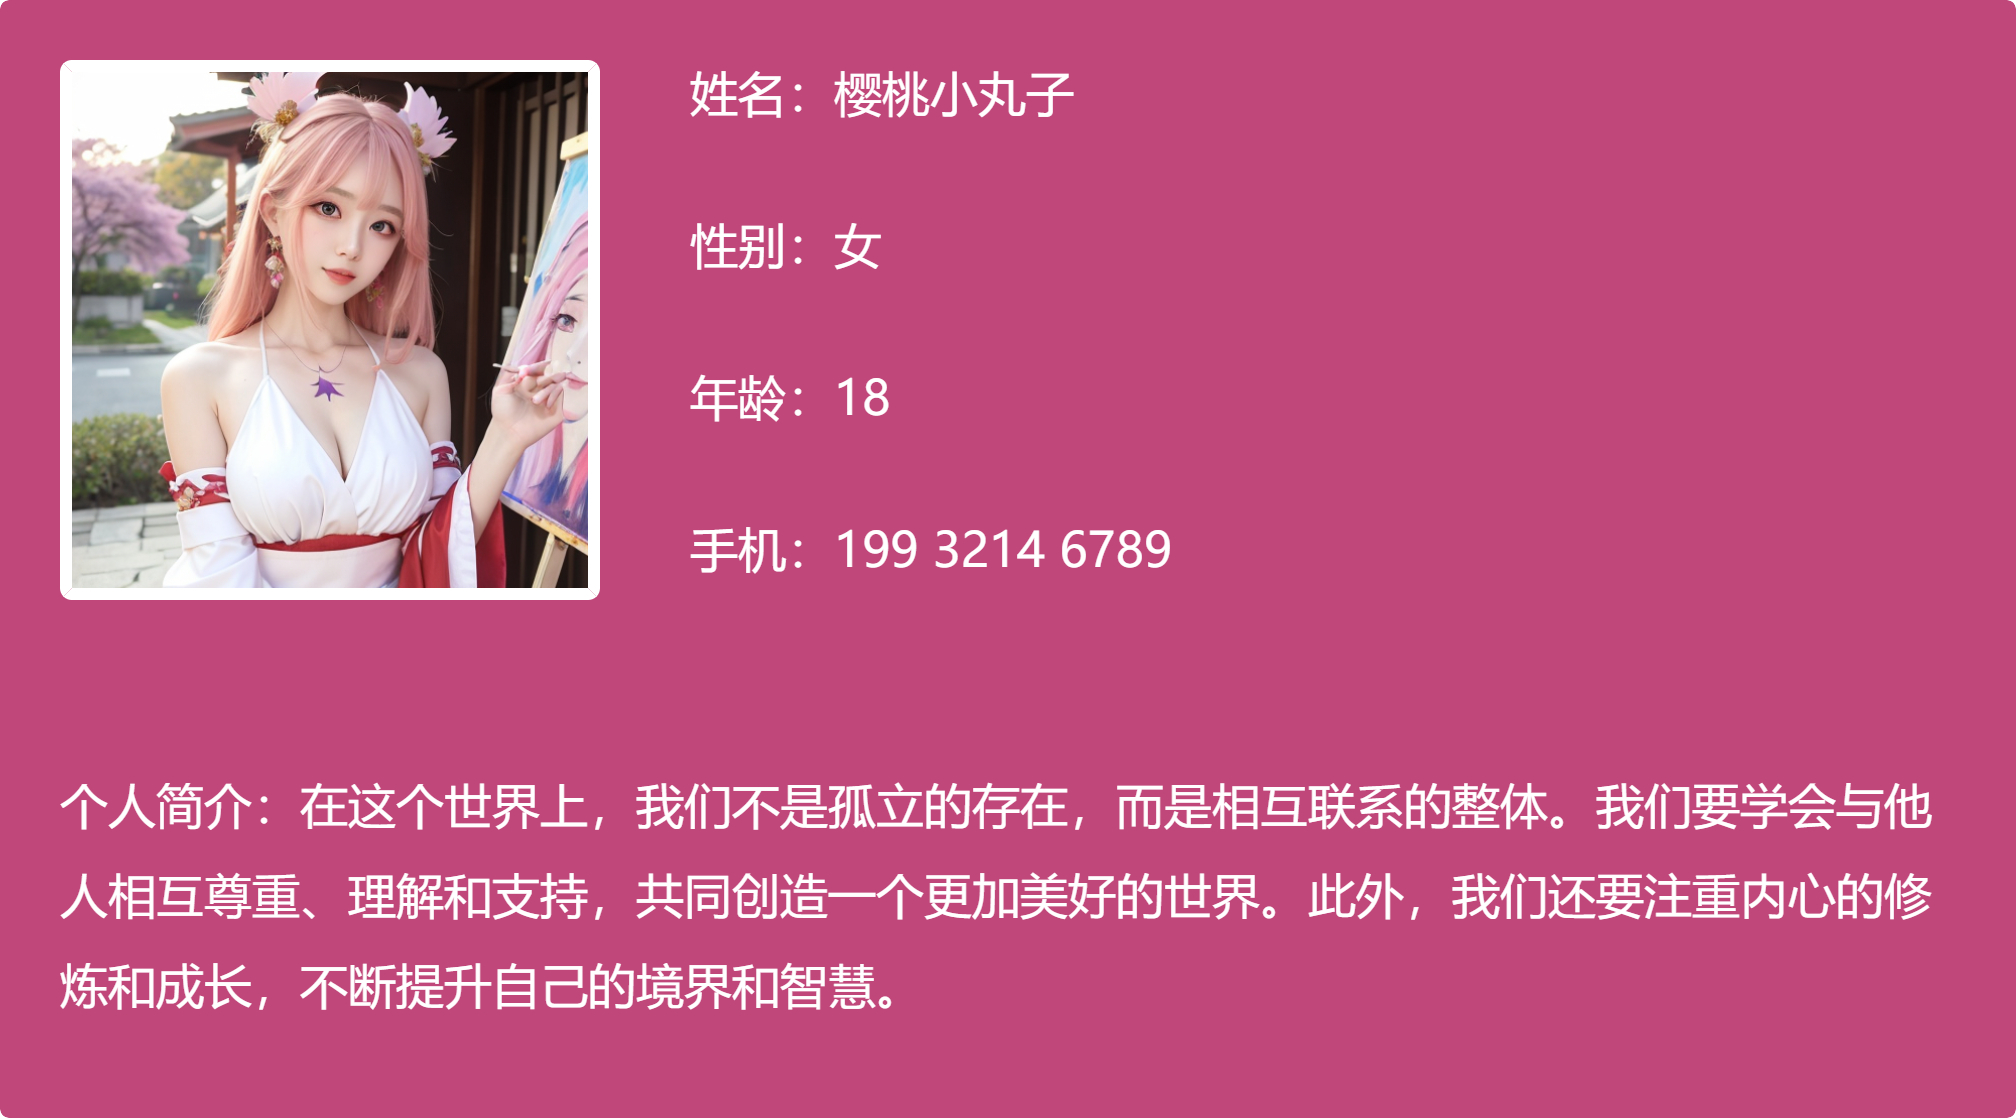 姓名：樱桃小丸子
性别：女
年龄：18
手机：199 3214 6789
个人简介：在这个世界上，我们不是孤立的存在，而是相互联系的整体。我们要学会与他
人相互尊重、理解和支持，共同创造一个更加美好的世界。此外，我们还要注重内心的修
炼和成长，不断提升自己的境界和智慧。